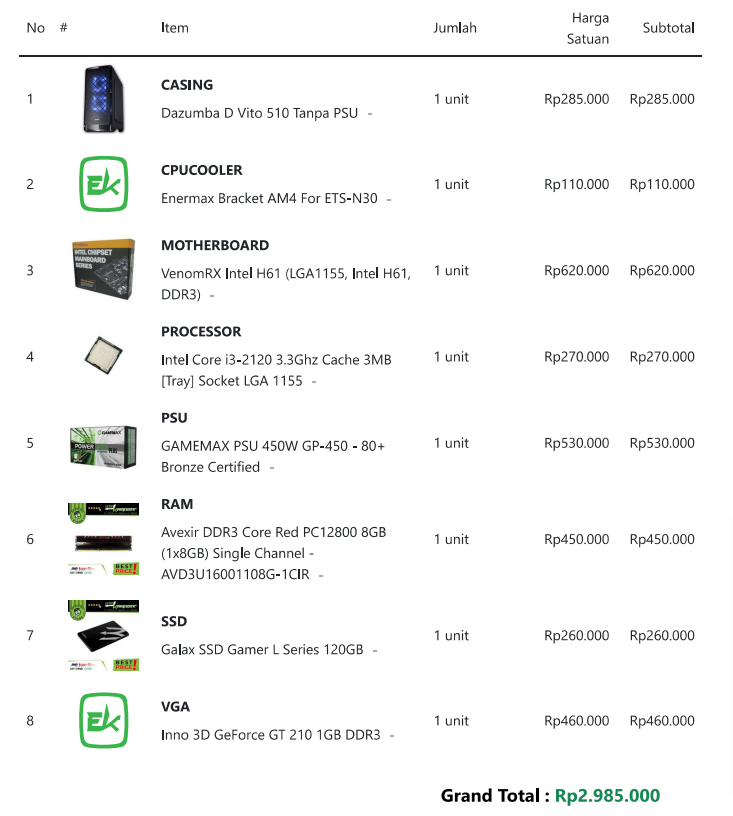 No # Item Jumlah Harga Satuan Subtotal
CASING
1 Dazumba D Vito 510 Tanpa PSU - 1 unit Rp285.000 Rp285.000
CPUCOOLER
2 Enermax Bracket AM4 For ETS-N30 - 1 unit Rp110.000 Rp110.000
INTEL CHIPSET
MAINBOARD
SERIES
MOTHERBOARD
3 VenomRX Intel H61 (LGA1155, Intel H61, 1 unit Rp620.000 Rp620.000
DDR3) -
PROCESSOR
4 Intel Core i3-2120 3.3Ghz Cache 3MB 1 unit Rp270.000 Rp270.000
[Tray] Socket LGA 1155 -
GAMEMAX
POWER
PSU
5 GAMEMAX PSU 450W GP-450 - 80+ 1 unit Rp530.000 Rp530.000
Bronze Certified -
BEST
PRICE!
RAM
6 Avexir DDR3 Core Red PC12800 8GB 1 unit Rp450.000 Rp450.000
(1x8GB) Single Channel -
AVD3U16001108G-1CIR -
BEST
PRICE!
SSD
7 Galax SSD Gamer L Series 120GB - 1 unit Rp260.000 Rp260.000
VGA
8 Inno 3D GeForce GT 210 1GB DDR3 - 1 unit Rp460.000 Rp460.000
Grand Total : Rp2.985.000